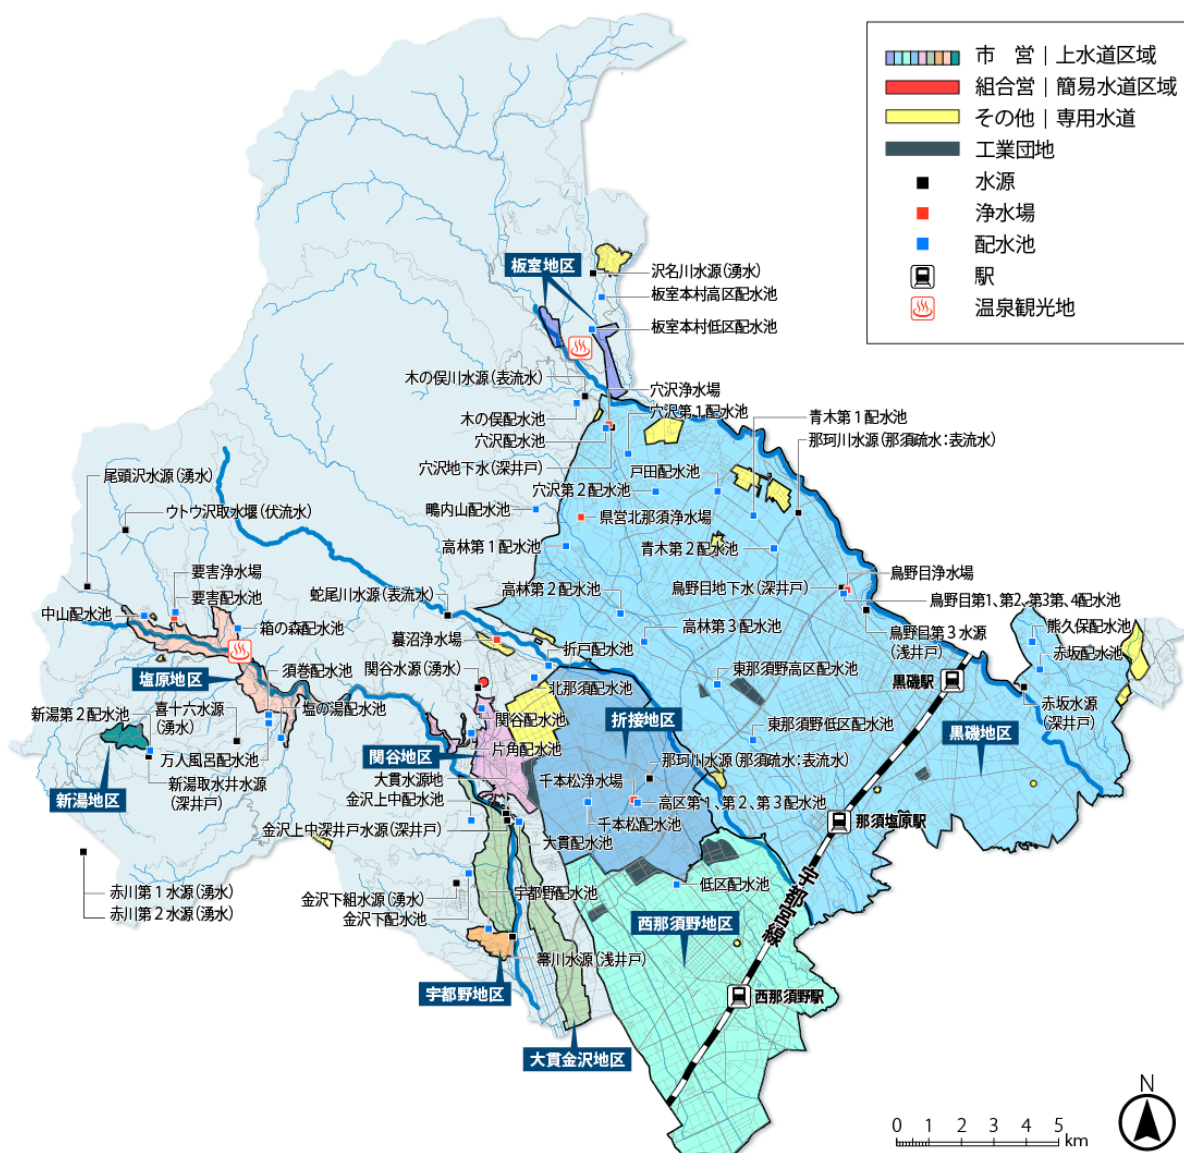 市　営｜上水道区域
組合営｜簡易水道区域
その他｜専用水道
工業団地
水源
浄水場
配水池
駅
温泉観光地
板室地区
沢名川水源(湧水)
板室本村高区配水池
板室本村低区配水池
木の俣川水源(表流水)
穴沢浄水場
木の俣配水池
穴沢第1配水池
青木第1配水池
穴沢配水池
那珂川水源(那須疏水:表流水)
尾頭沢水源(湧水)
穴沢地下水(深井戸)
戸田配水池
穴沢第2配水池
ウトウ沢取水堰(伏流水)
鴫内山配水池
県営北那須浄水場
高林第1配水池
青木第2配水池
要害浄水場
要害配水池
蛇尾川水源(表流水)
高林第2配水池
鳥野目地下水(深井戸)
鳥野目浄水場
鳥野目第1、第2、第3第、4配水池
中山配水池
箱の森配水池
蟇沼浄水場
高林第3配水池
鳥野目第3水源
(浅井戸)
熊久保配水池
折戸配水池
赤坂配水池
須巻配水池
関谷水源(湧水)
東那須野高区配水池
塩原地区
北那須配水池
黒磯駅
新湯第2配水池
喜十六水源
(湧水)
塩の湯配水池
関谷配水池
折接地区
東那須野低区配水池
赤坂水源
(深井戸)
黒磯地区
万人風呂配水池
関谷地区
片角配水池
那珂川水源(那須疏水:表流水)
新湯取水井水源
(深井戸)
新湯地区
大貫水源地
千本松浄水場
金沢上中配水池
高区第1、第2、第3配水池
金沢上中深井戸水源(深井戸)
千本松配水池
那須塩原駅
大貫配水池
赤川第1水源(湧水)
赤川第2水源(湧水)
金沢下組水源(湧水)
宇都野配水池
低区配水池
金沢下配水池
西那須野地区
宇都宮線
箒川水源(浅井戸)
宇都野地区
西那須野駅
大貫金沢地区
N
0 1 2 3 4 5
km